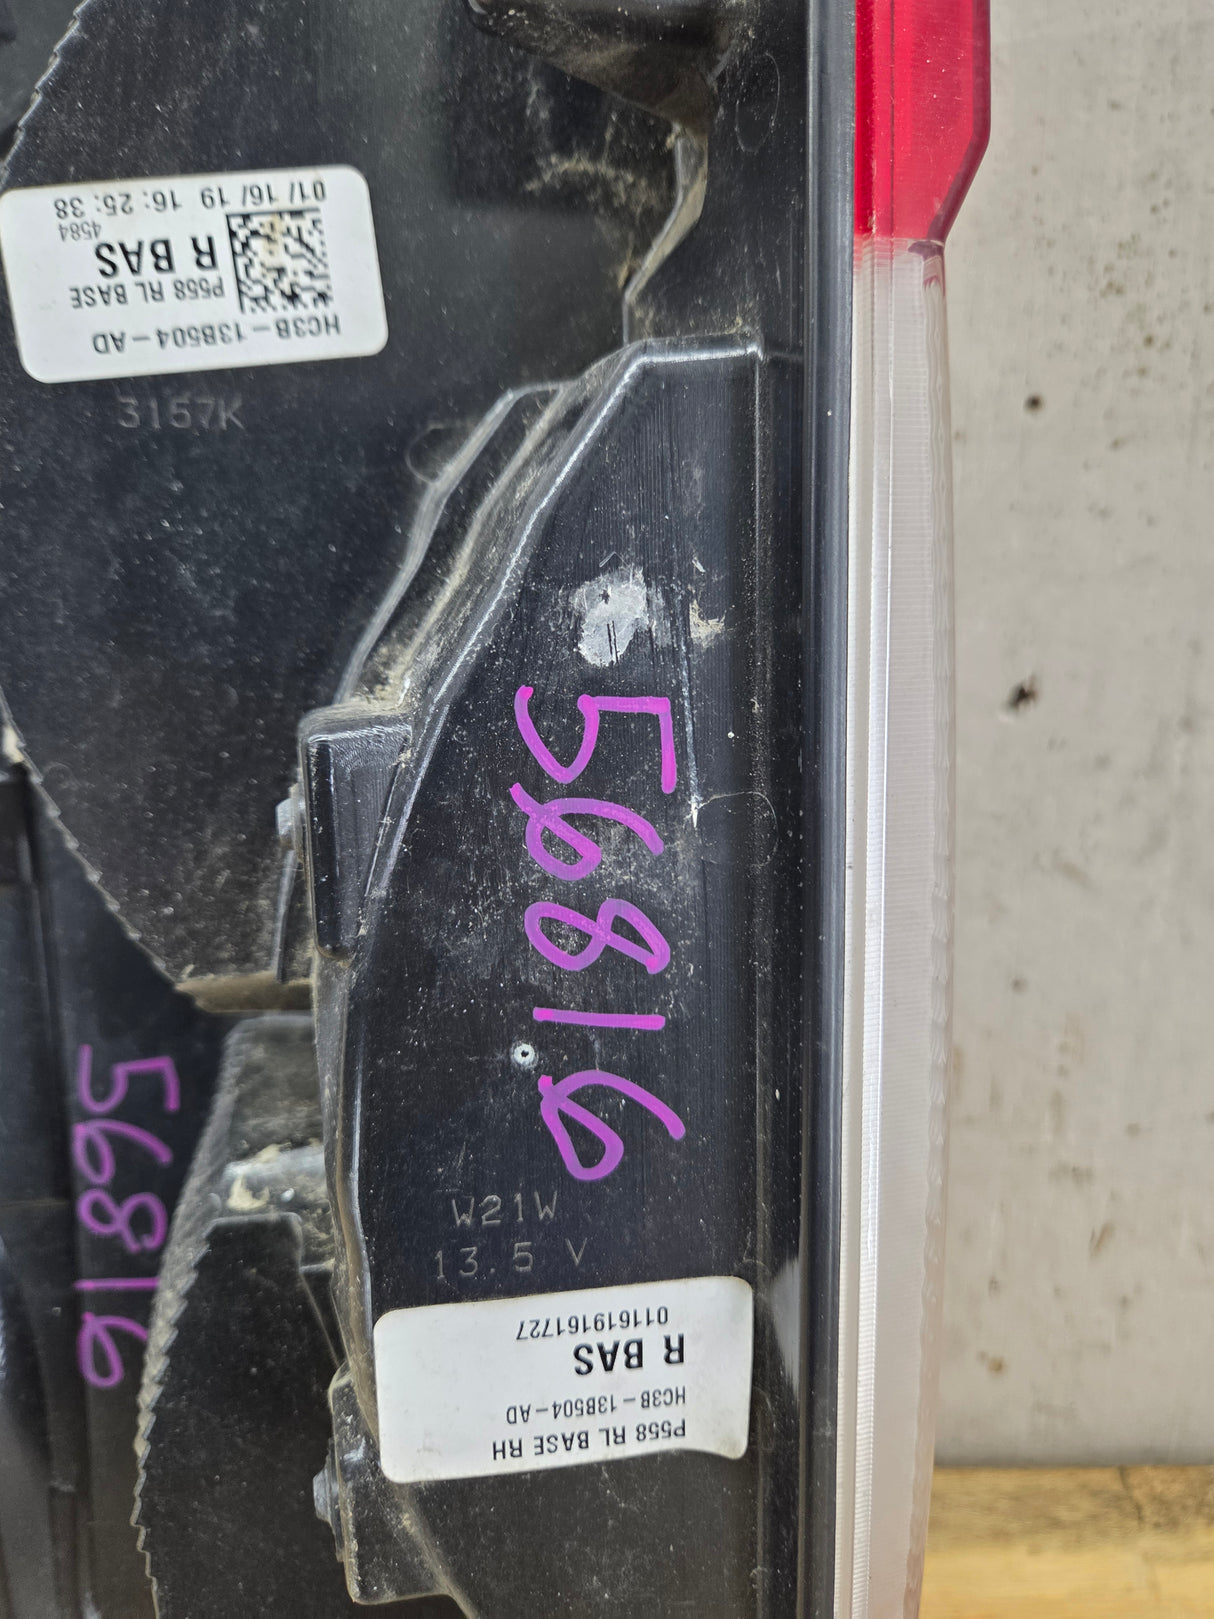 HC3B-13B504-AD
P558 RL BASE
R BAS
4584
01/ 16/ 19 16: 25: 38
3157K
56816
56816
W21W
13.5 V
P558 RL BASE RH
HC3B-13B504-AD
R BAS
011619161727